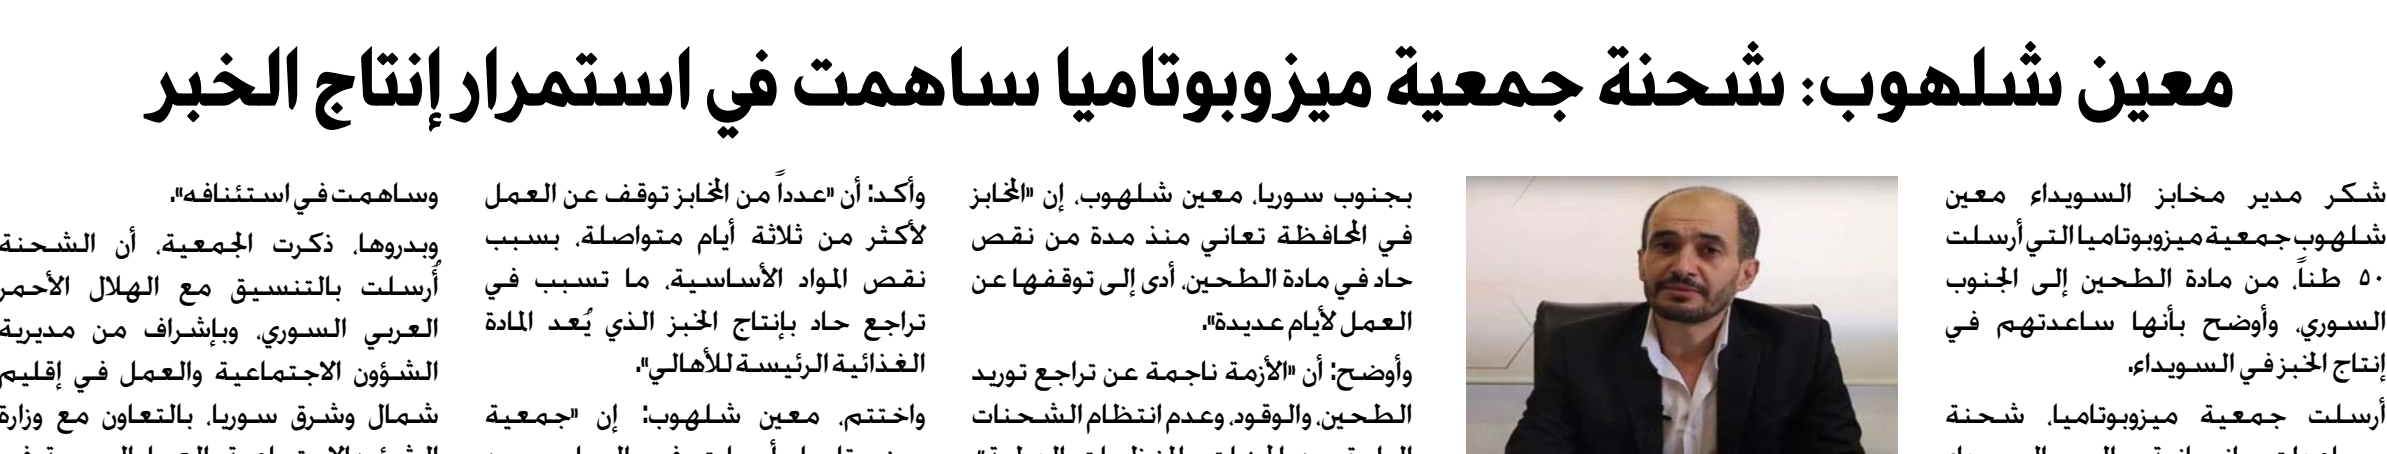 معين شلهوب: شحنة جمعية ميزوبوتاميا ساهمت في استمرار إنتاج الخبر
شكر مدير مخابز السويداء معين
شلهوب جمعية ميزوبوتاميا التي أرسلت
٥٠ طناً، من مادة الطحين إلى الجنوب
السوري، وأوضح بأنها ساعدتهم في
إنتاج الخبز في السويداء.
أرسلت جمعية ميزوبوتاميا، شحنة
بجنوب سوريا، معين شلهوب، إن «المخابز
في المحافظة تعاني منذ مدة من نقص
حاد في مادة الطحين، أدى إلى توقفها عن
العمل لأيام عديدة».
وأوضح: أن «الأزمة ناجمة عن تراجع توريد
الطحين، والوقود، وعدم انتظام الشحنات
وأكد: أن «عدداً من المخابز توقف عن العمل
لأكثر من ثلاثة أيام متواصلة، بسبب
نقص المواد الأساسية، ما تسبب في
تراجع حاد بإنتاج الخبز الذي يُعد المادة
الغذائية الرئيسة للأهالي».
واختتم، معين شلهوب: إن «جمعية
وساهمت في استئنافه».
وبدروها، ذكرت الجمعية، أن الشحنة
أُرسلت بالتنسيق مع الهلال الأحمر
العربي السوري، وبإشراف من مديرية
الشؤون الاجتماعية والعمل في إقليم
شمال وشرق سوريا، بالتعاون مع وزارة